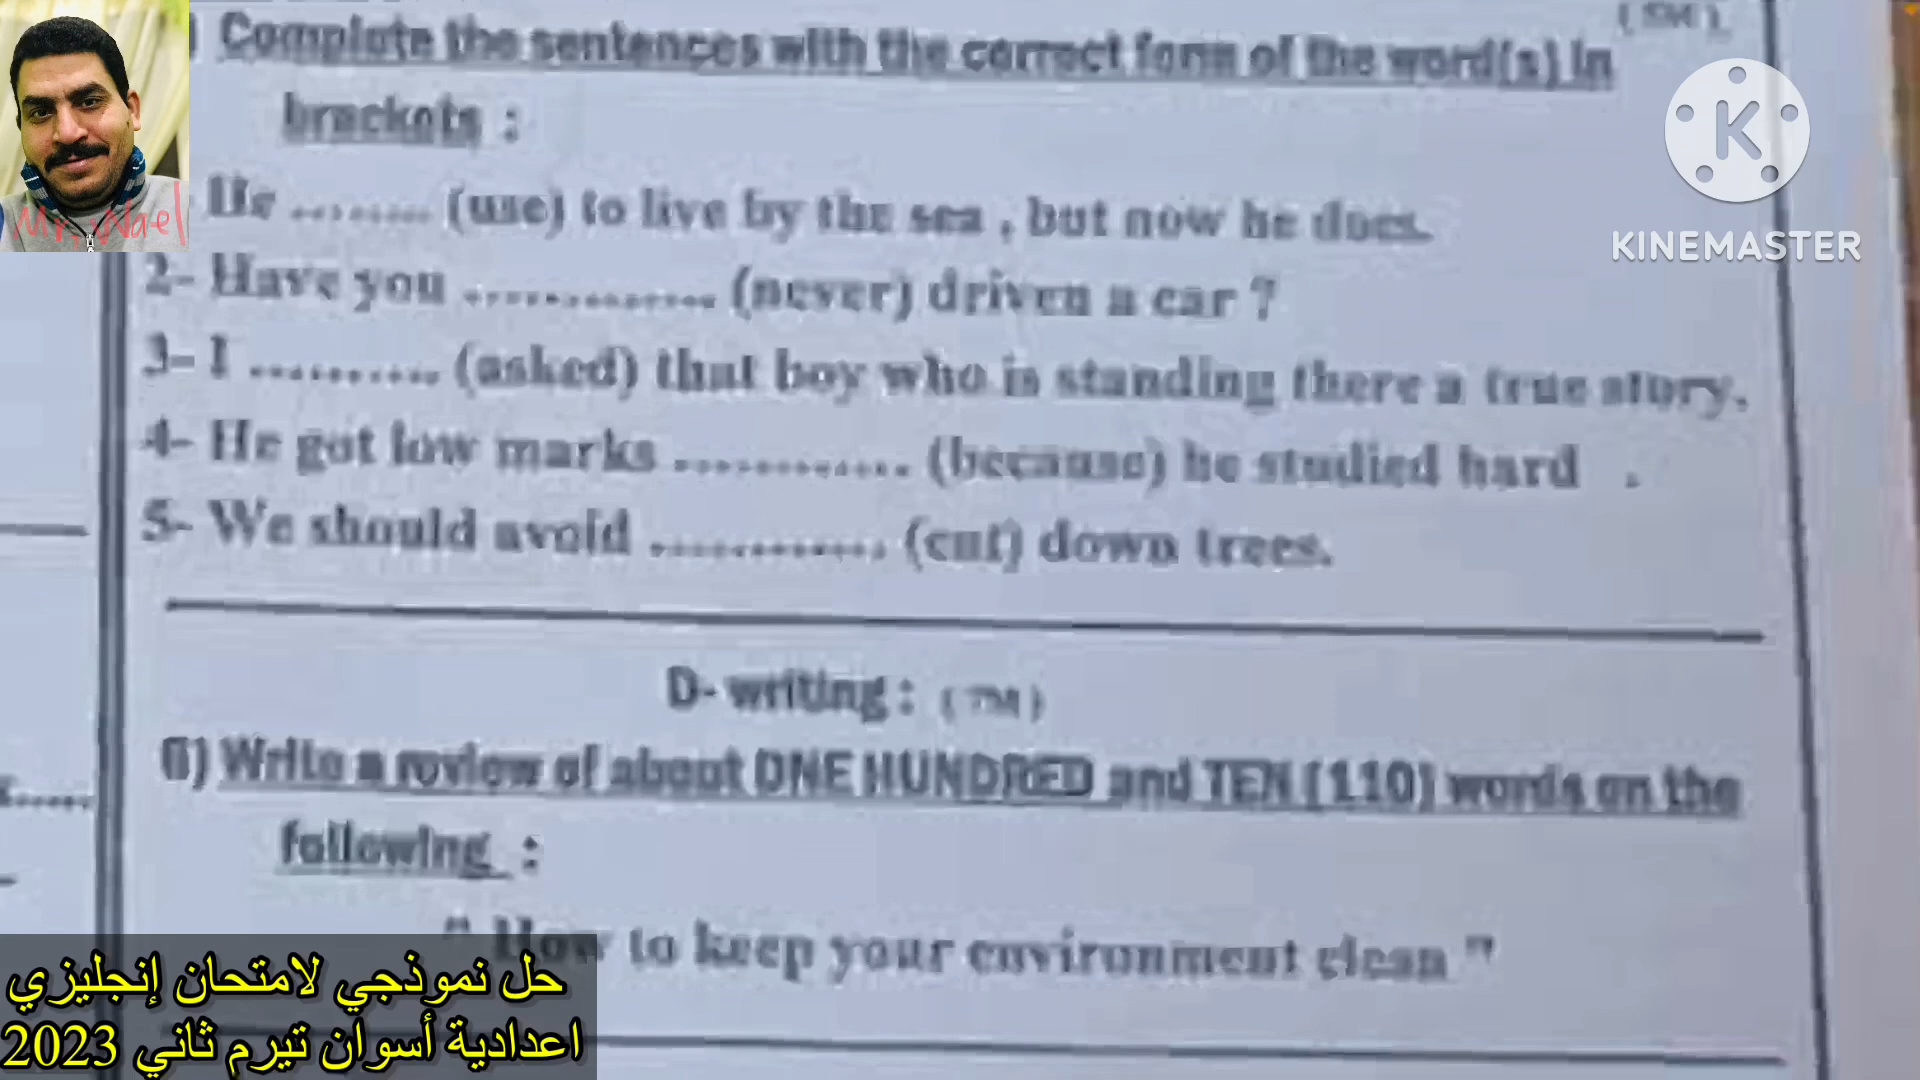 Complete the sentences with the correct form of the word(s) in (5M)
brackets :
He .......... (use) to live by the sea , but now he does.
2- Have you .............. (never) driven a car ?
3- I ........... (asked) that boy who is standing there a true story.
4- He got low marks ............. (because) he studied hard .
5- We should avoid ............. (cut) down trees.
D- writing : (7M)
6) Write a review of about ONE HUNDRED and TEN (110) words on the
following :
" How to keep your environment clean "
Mr. Wael
KINEMASTER
حل نموذجي لامتحان إنجليزي
اعدادية أسوان تيرم ثاني 2023